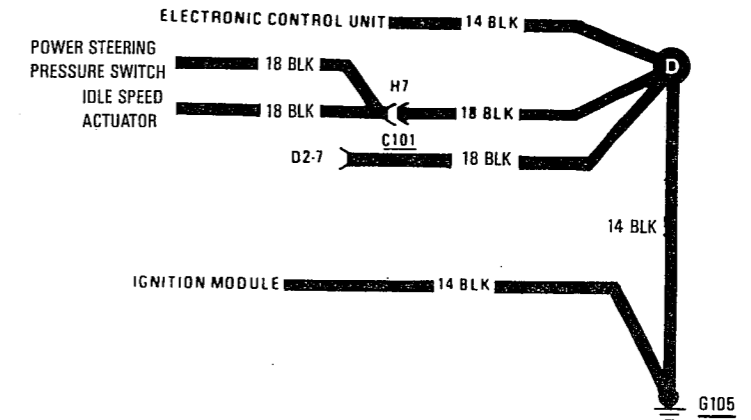 ELECTRONIC CONTROL UNIT 14 BLK
POWER STEERING
PRESSURE SWITCH 18 BLK
D
IDLE SPEED
ACTUATOR 18 BLK
H7
18 BLK
C101
D2-7 18 BLK
14 BLK
IGNITION MODULE 14 BLK
G105